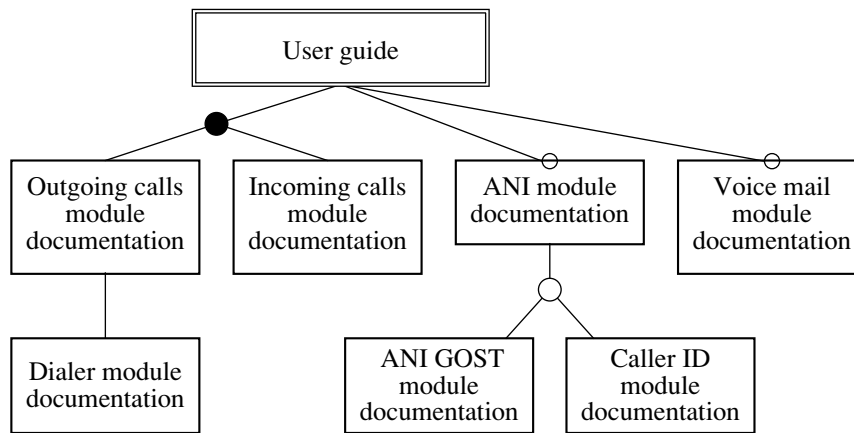 User guide
Outgoing calls
module
documentation
Incoming calls
module
documentation
ANI module
documentation
Voice mail
module
documentation
Dialer module
documentation
ANI GOST
module
documentation
Caller ID
module
documentation